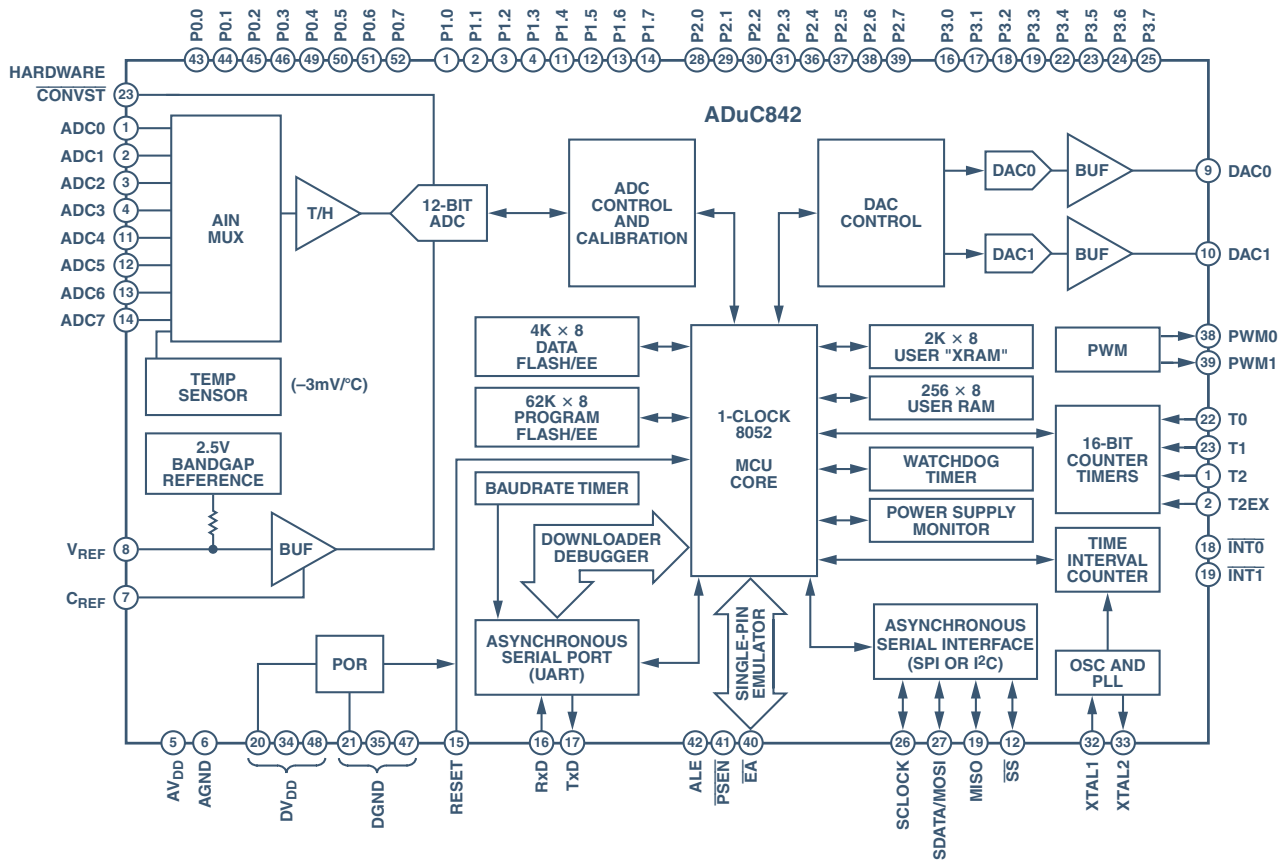 P0.0 P0.1 P0.2 P0.3 P0.4 P0.5 P0.6 P0.7 P1.0 P1.1 P1.2 P1.3 P1.4 P1.5 P1.6 P1.7 P2.0 P2.1 P2.2 P2.3 P2.4 P2.5 P2.6 P2.7 P3.0 P3.1 P3.2 P3.3 P3.4 P3.5 P3.6 P3.7
43 44 45 46 49 50 51 52 1 2 3 4 11 12 13 14 28 29 30 31 36 37 38 39 16 17 18 19 22 23 24 25
HARDWARE
CONVST 23
ADuC842
ADC0 1
ADC1 2
ADC2 3
ADC3 4
ADC4 11
ADC5 12
ADC6 13
ADC7 14
AIN
MUX
T/H
12-BIT
ADC
ADC
CONTROL
AND
CALIBRATION
DAC
CONTROL
DAC0
BUF
9 DAC0
DAC1
BUF
10 DAC1
TEMP
SENSOR
(–3mV/°C)
4K × 8
DATA
FLASH/EE
62K × 8
PROGRAM
FLASH/EE
1-CLOCK
8052
MCU
CORE
2K × 8
USER "XRAM"
256 × 8
USER RAM
WATCHDOG
TIMER
POWER SUPPLY
MONITOR
PWM
38 PWM0
39 PWM1
16-BIT
COUNTER
TIMERS
22 T0
23 T1
1 T2
2 T2EX
18 INT0
19 INT1
TIME
INTERVAL
COUNTER
2.5V
BANDGAP
REFERENCE
BAUDRATE TIMER
VREF 8
BUF
CREF 7
DOWNLOADER
DEBUGGER
POR
ASYNCHRONOUS
SERIAL PORT
(UART)
SINGLE-PIN
EMULATOR
ASYNCHRONOUS
SERIAL INTERFACE
(SPI OR I²C)
OSC AND
PLL
5 6 20 34 48 21 35 47 15 16 17 42 41 40 26 27 19 12 32 33
AVDD AGND DVDD DGND RESET RxD TxD ALE PSEN EA SCLOCK SDATA/MOSI MISO SS XTAL1 XTAL2